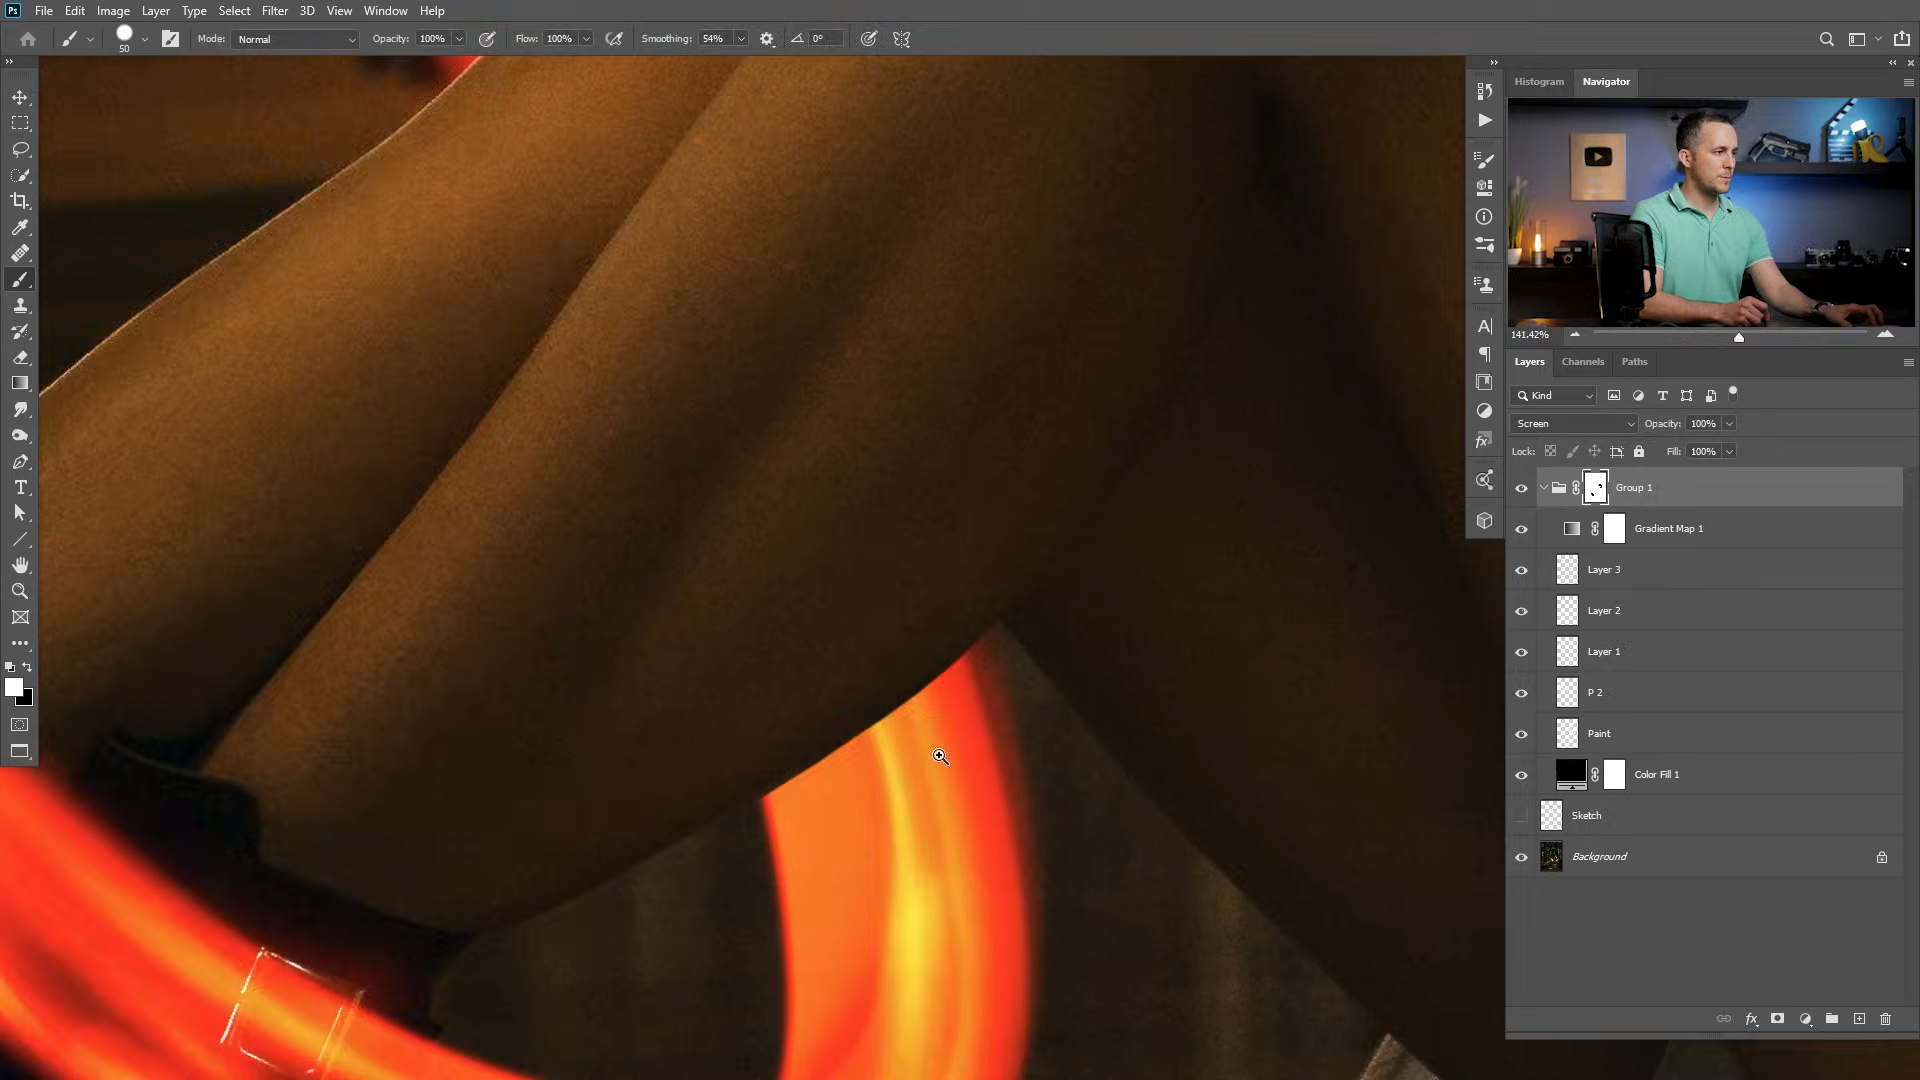 Ps File Edit Image Layer Type Select Filter 3D View Window Help
50 Mode: Normal Opacity: 100% Flow: 100% Smoothing: 54% 0°
Histogram Navigator
141.42%
Layers Channels Paths
Kind
Screen Opacity: 100%
Lock: Fill: 100%
Group 1
Gradient Map 1
Layer 3
Layer 2
Layer 1
P 2
Paint
Color Fill 1
Sketch
Background